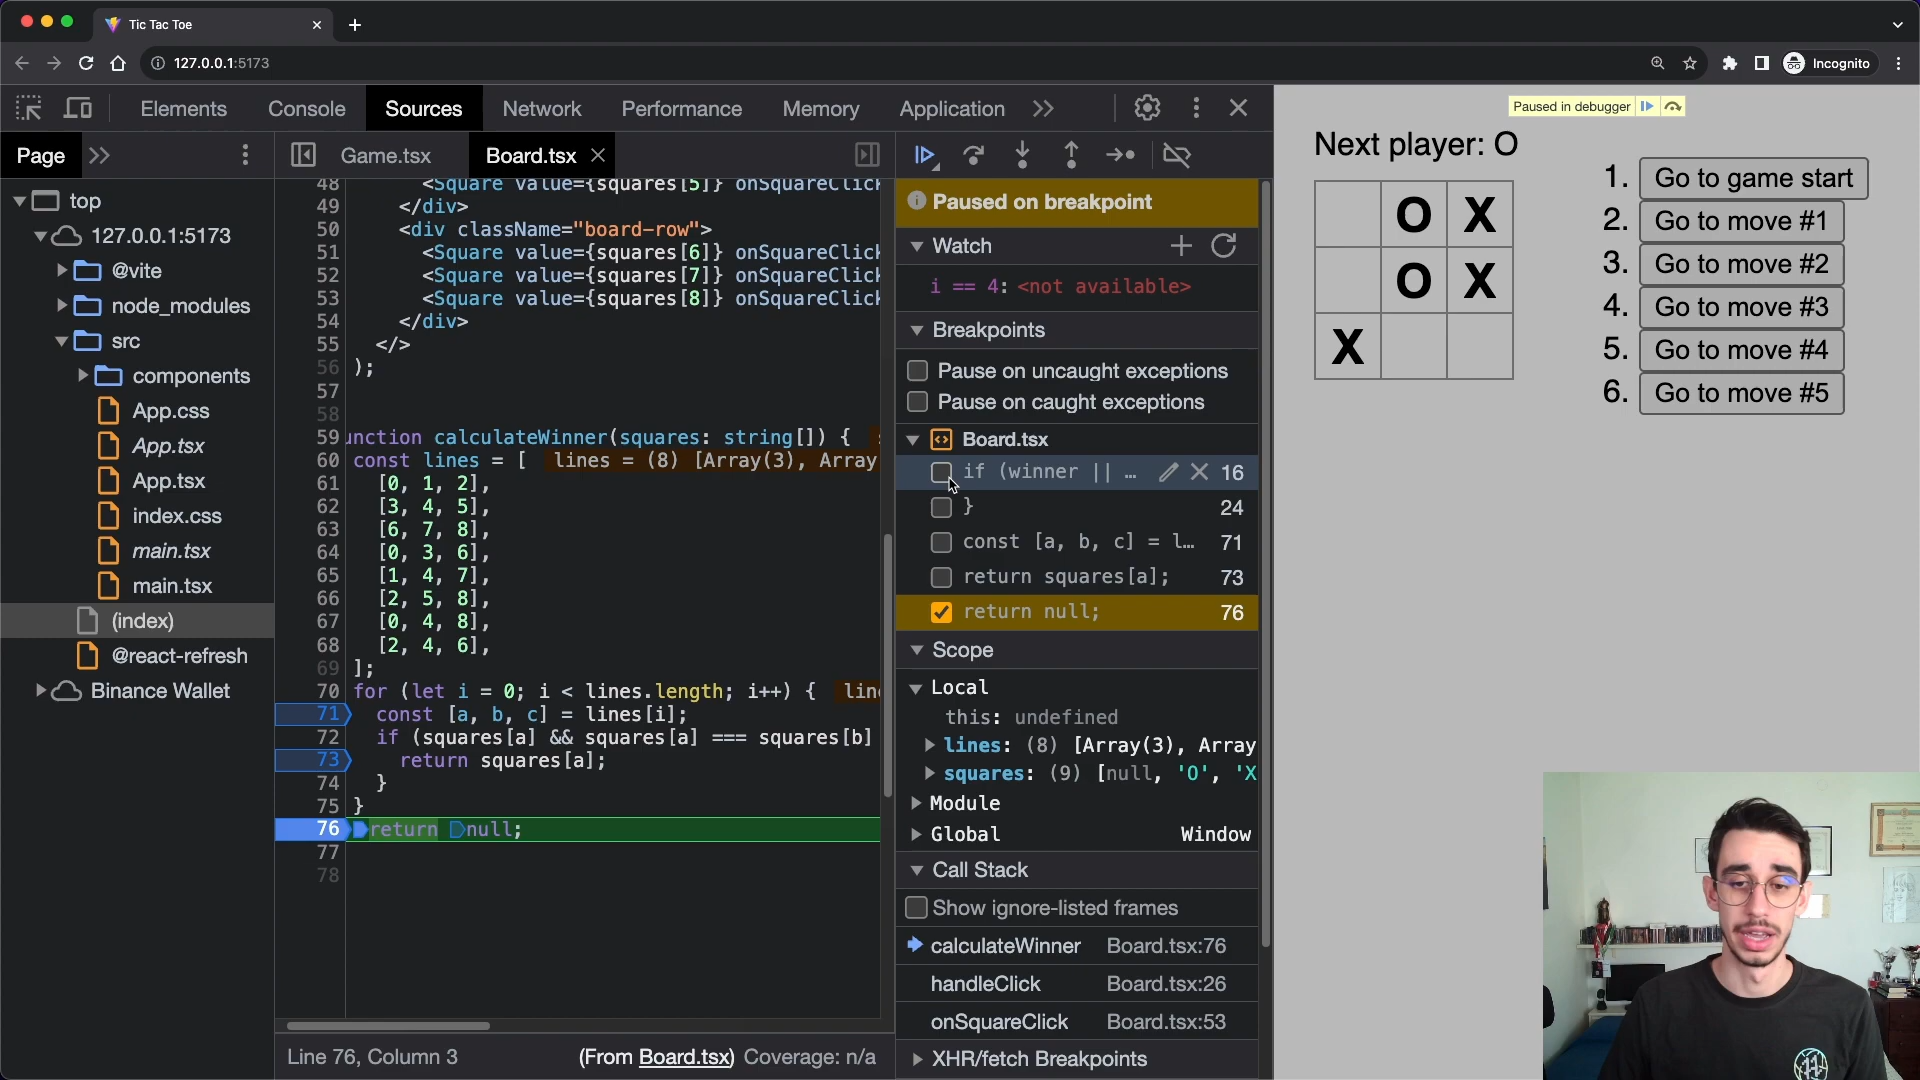 Tic Tac Toe
127.0.0.1:5173
Incognito
Elements Console Sources Network Performance Memory Application
Page
top
127.0.0.1:5173
@vite
node_modules
src
components
App.css
App.tsx
App.tsx
index.css
main.tsx
main.tsx
(index)
@react-refresh
Binance Wallet
Game.tsx Board.tsx
48 <Square value={squares[5]} onSquareClick
49 </div>
50 <div className="board-row">
51 <Square value={squares[6]} onSquareClick
52 <Square value={squares[7]} onSquareClick
53 <Square value={squares[8]} onSquareClick
54 </div>
55 </>
56 );
57
58
59 unction calculateWinner(squares: string[]) {
60 const lines = [ lines = (8) [Array(3), Array
61 [0, 1, 2],
62 [3, 4, 5],
63 [6, 7, 8],
64 [0, 3, 6],
65 [1, 4, 7],
66 [2, 5, 8],
67 [0, 4, 8],
68 [2, 4, 6],
69 ];
70 for (let i = 0; i < lines.length; i++) { line
71 const [a, b, c] = lines[i];
72 if (squares[a] && squares[a] === squares[b]
73 return squares[a];
74 }
75 }
76 return null;
77
78
Line 76, Column 3 (From Board.tsx) Coverage: n/a
Paused on breakpoint
Watch
i == 4: <not available>
Breakpoints
Pause on uncaught exceptions
Pause on caught exceptions
Board.tsx
if (winner || … 16
} 24
const [a, b, c] = l… 71
return squares[a]; 73
return null; 76
Scope
Local
this: undefined
lines: (8) [Array(3), Array
squares: (9) [null, 'O', 'X
Module
Global Window
Call Stack
Show ignore-listed frames
calculateWinner Board.tsx:76
handleClick Board.tsx:26
onSquareClick Board.tsx:53
XHR/fetch Breakpoints
Paused in debugger
Next player: O
O X
O X
X
1. Go to game start
2. Go to move #1
3. Go to move #2
4. Go to move #3
5. Go to move #4
6. Go to move #5